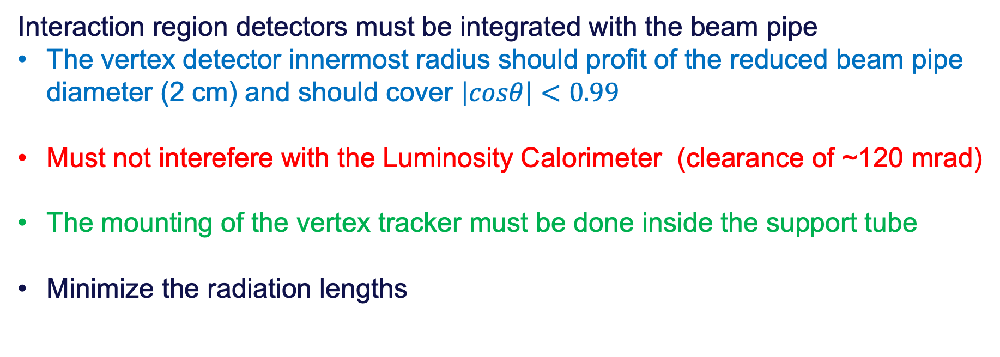 Interaction region detectors must be integrated with the beam pipe
• The vertex detector innermost radius should profit of the reduced beam pipe
diameter (2 cm) and should cover |cosθ| < 0.99
• Must not interefere with the Luminosity Calorimeter (clearance of ~120 mrad)
• The mounting of the vertex tracker must be done inside the support tube
• Minimize the radiation lengths